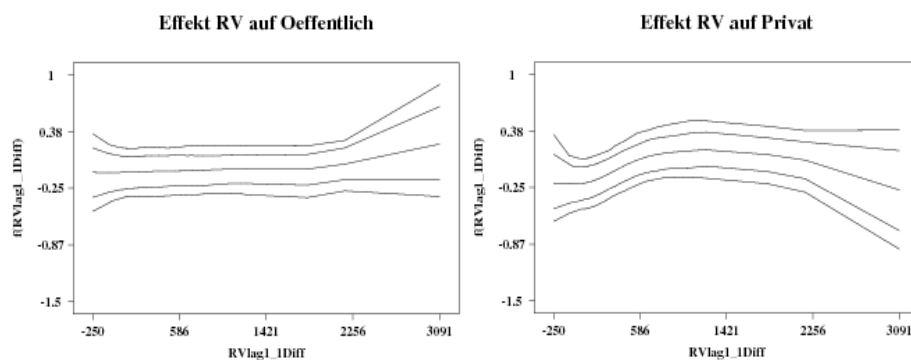 Effekt RV auf Oeffentlich
1
0.38
-0.25
-0.87
-1.5
f(RVlag1_1Diff)
-250 586 1421 2256 3091
RVlag1_1Diff
Effekt RV auf Privat
1
0.38
-0.25
-0.87
-1.5
f(RVlag1_1Diff)
-250 586 1421 2256 3091
RVlag1_1Diff